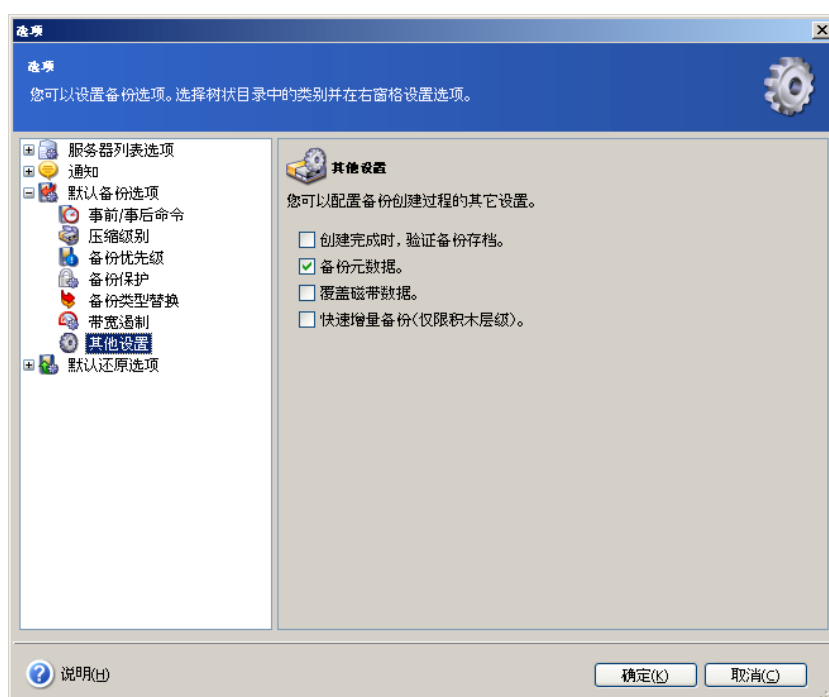 选项
选项
您可以设置备份选项。选择树状目录中的类别并在右窗格设置选项。
服务器列表选项
通知
默认备份选项
事前/事后命令
压缩级别
备份优先级
备份保护
备份类型替换
带宽遏制
其他设置
默认还原选项
其他设置
您可以配置备份创建过程的其它设置。
创建完成时，验证备份存档。
备份元数据。
覆盖磁带数据。
快速增量备份(仅限积木层级)。
说明(H)
确定(K)
取消(C)